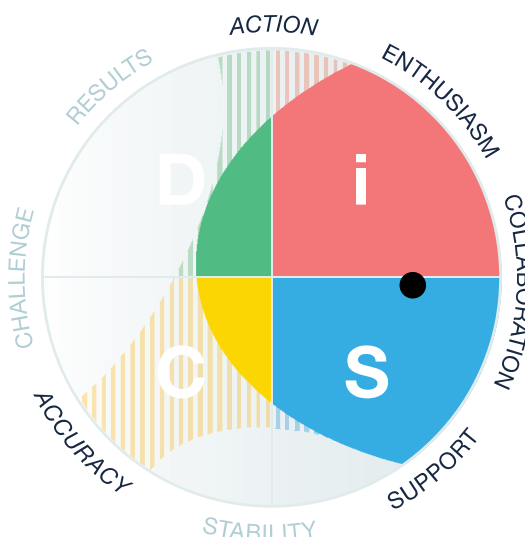 ACTION
RESULTS
ENTHUSIASM
D
i
CHALLENGE
COLLABORATION
C
S
ACCURACY
SUPPORT
STABILITY